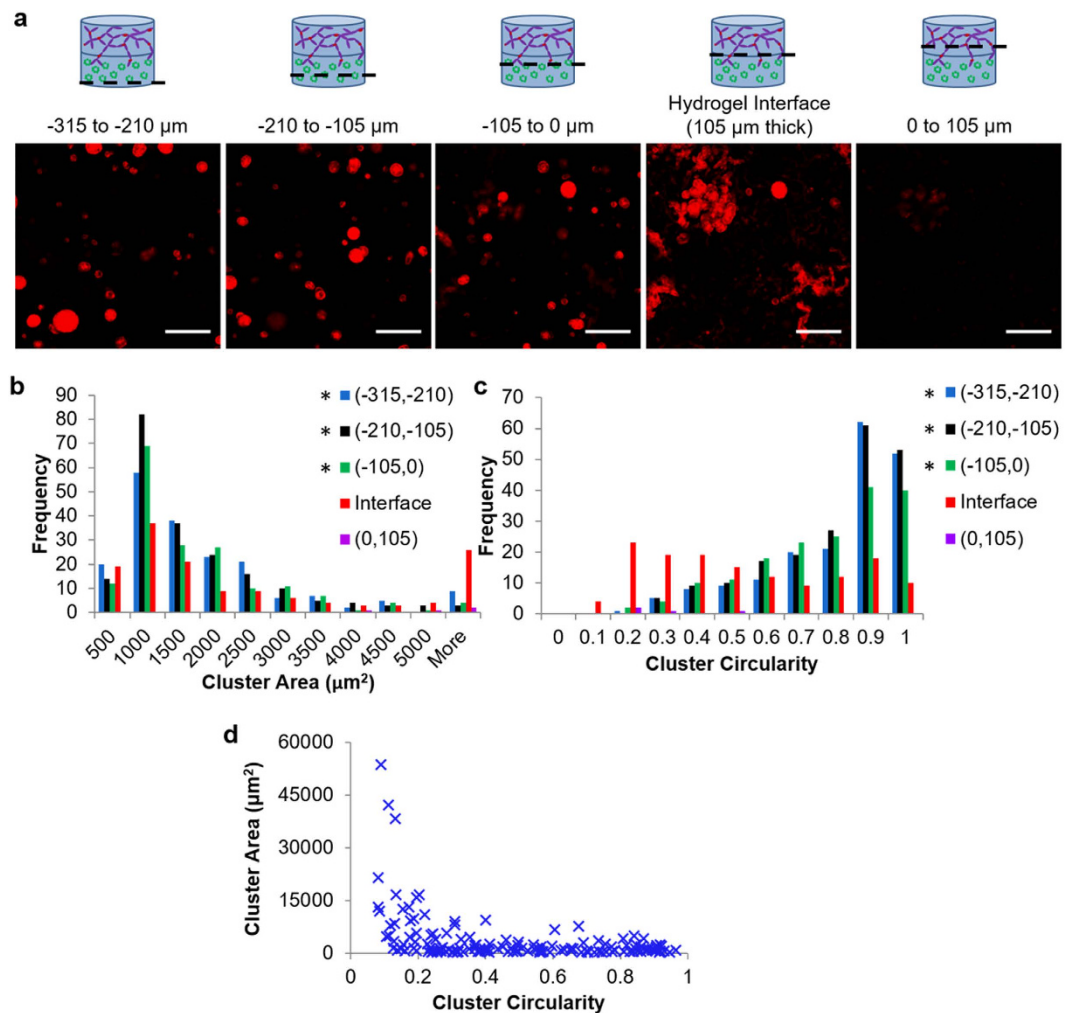 a
-315 to -210 µm
-210 to -105 µm
-105 to 0 µm
Hydrogel Interface
(105 µm thick)
0 to 105 µm
b
Frequency
90
80
70
60
50
40
30
20
10
0
* (-315,-210)
* (-210,-105)
* (-105,0)
Interface
(0,105)
500
1000
1500
2000
2500
3000
3500
4000
4500
5000
More
Cluster Area (µm²)
c
Frequency
70
60
50
40
30
20
10
0
* (-315,-210)
* (-210,-105)
* (-105,0)
Interface
(0,105)
0 0.1 0.2 0.3 0.4 0.5 0.6 0.7 0.8 0.9 1
Cluster Circularity
d
Cluster Area (µm²)
60000
45000
30000
15000
0
0 0.2 0.4 0.6 0.8 1
Cluster Circularity